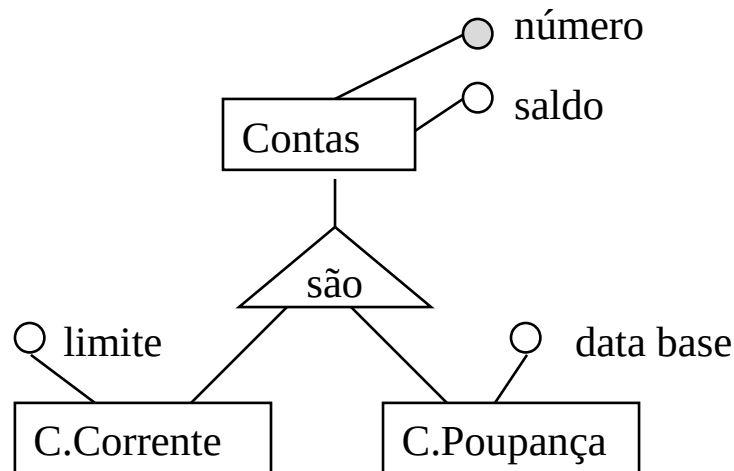 número
saldo
Contas
são
limite
data base
C.Corrente
C.Poupança